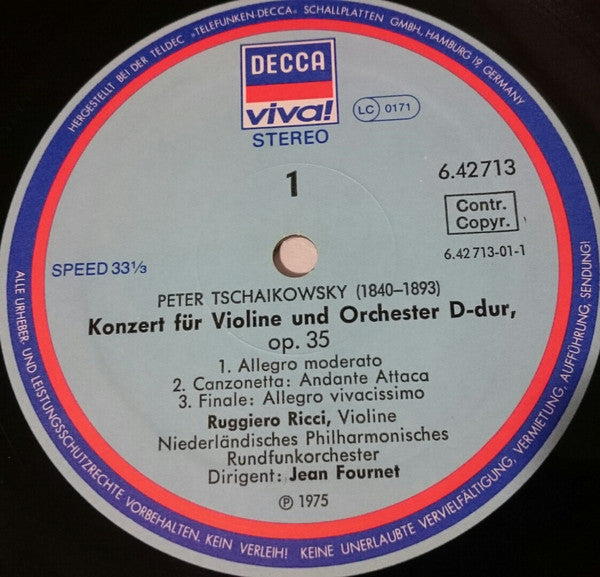 HERGESTELLT BEI DER TELDEC »TELEFUNKEN-DECCA« SCHALLPLATTEN GMBH, HAMBURG 19, GERMANY
DECCA
viva!
STEREO
LC 0171
1
6.42713
Contr.
Copyr.
6.42 713-01-1
SPEED 33⅓
PETER TSCHAIKOWSKY (1840–1893)
Konzert für Violine und Orchester D-dur,
op. 35
1. Allegro moderato
2. Canzonetta: Andante Attaca
3. Finale: Allegro vivacissimo
Ruggiero Ricci, Violine
Niederländisches Philharmonisches
Rundfunkorchester
Dirigent: Jean Fournet
℗ 1975
ALLE URHEBER- UND LEISTUNGSSCHUTZRECHTE VORBEHALTEN. KEIN VERLEIH! KEINE UNERLAUBTE VERVIELFÄLTIGUNG, VERMIETUNG, AUFFÜHRUNG, SENDUNG!